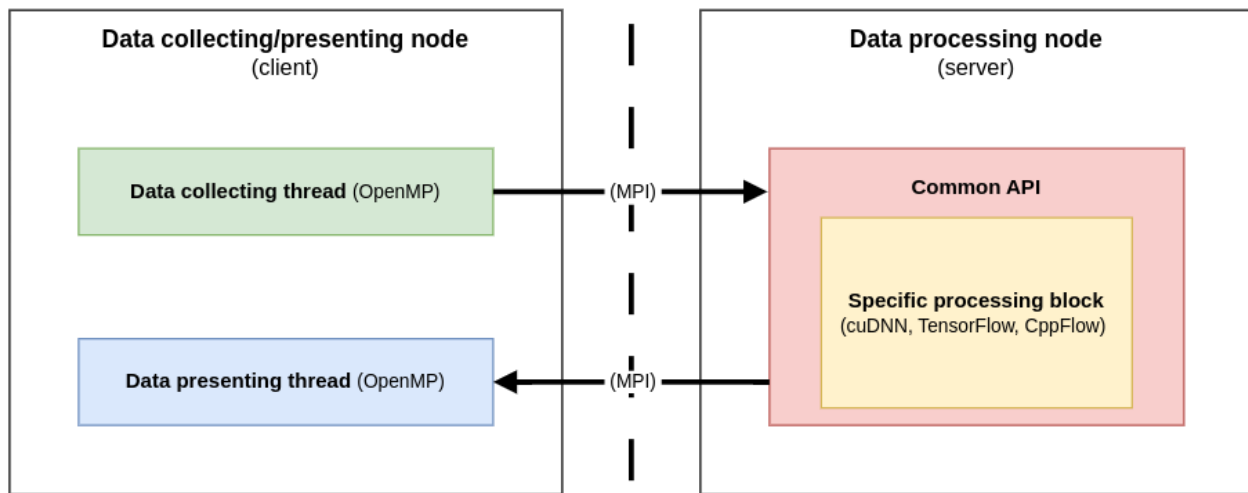 Data collecting/presenting node
(client)
Data collecting thread (OpenMP)
Data presenting thread (OpenMP)
(MPI)
(MPI)
Data processing node
(server)
Common API
Specific processing block
(cuDNN, TensorFlow, CppFlow)